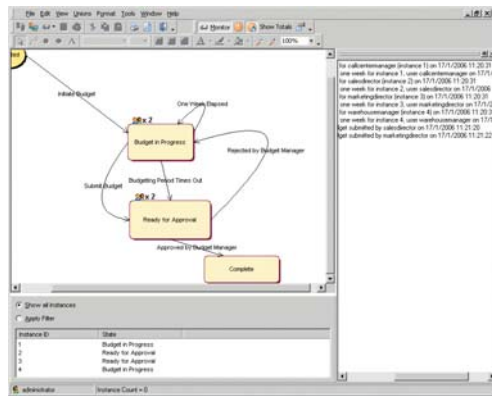 File Edit View Unions Format Tools Window Help
Monitor Show Totals
100%
Initiate Budget
One Week Elapsed
x 2
Budget in Progress
Rejected by Budget Manager
Budgeting Period Times Out
Submit Budget
x 2
Ready for Approval
Approved by Budget Manager
Complete
for callcentermanager (instance 1) on 17/1/2006 11:20:31
one week for instance 1, user callcentermanager on 17/1
for salesdirector (instance 2) on 17/1/2006 11:20:31
one week for instance 2, user salesdirector on 17/1/2006
for marketingdirector (instance 3) on 17/1/2006 11:20:31
one week for instance 3, user marketingdirector on 17/1/
for warehousemanager (instance 4) on 17/1/2006 11:20:3
one week for instance 4, user warehousemanager on 17/1
get submitted by salesdirector on 17/1/2006 11:21:20
get submitted by marketingdirector on 17/1/2006 11:21:22
Show all instances
Apply Filter
Instance ID State
1 Budget in Progress
2 Ready for Approval
3 Ready for Approval
4 Budget in Progress
administrator Instance Count = 8